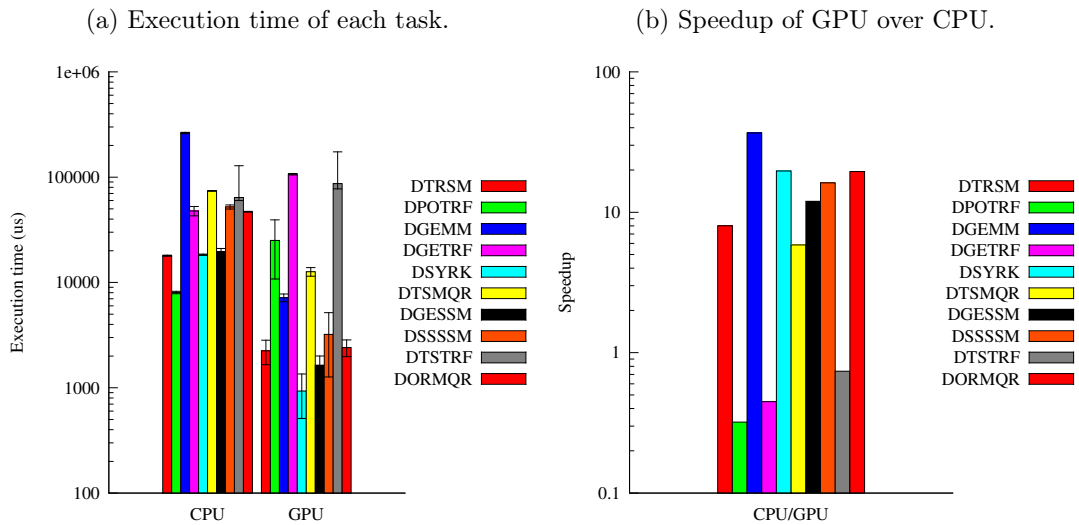 (a) Execution time of each task.
1e+06
100000
10000
1000
100
Execution time (us)
CPU
GPU
DTRSM
DPOTRF
DGEMM
DGETRF
DSYRK
DTSMQR
DGESSM
DSSSSM
DTSTRF
DORMQR
(b) Speedup of GPU over CPU.
100
10
1
0.1
Speedup
CPU/GPU
DTRSM
DPOTRF
DGEMM
DGETRF
DSYRK
DTSMQR
DGESSM
DSSSSM
DTSTRF
DORMQR